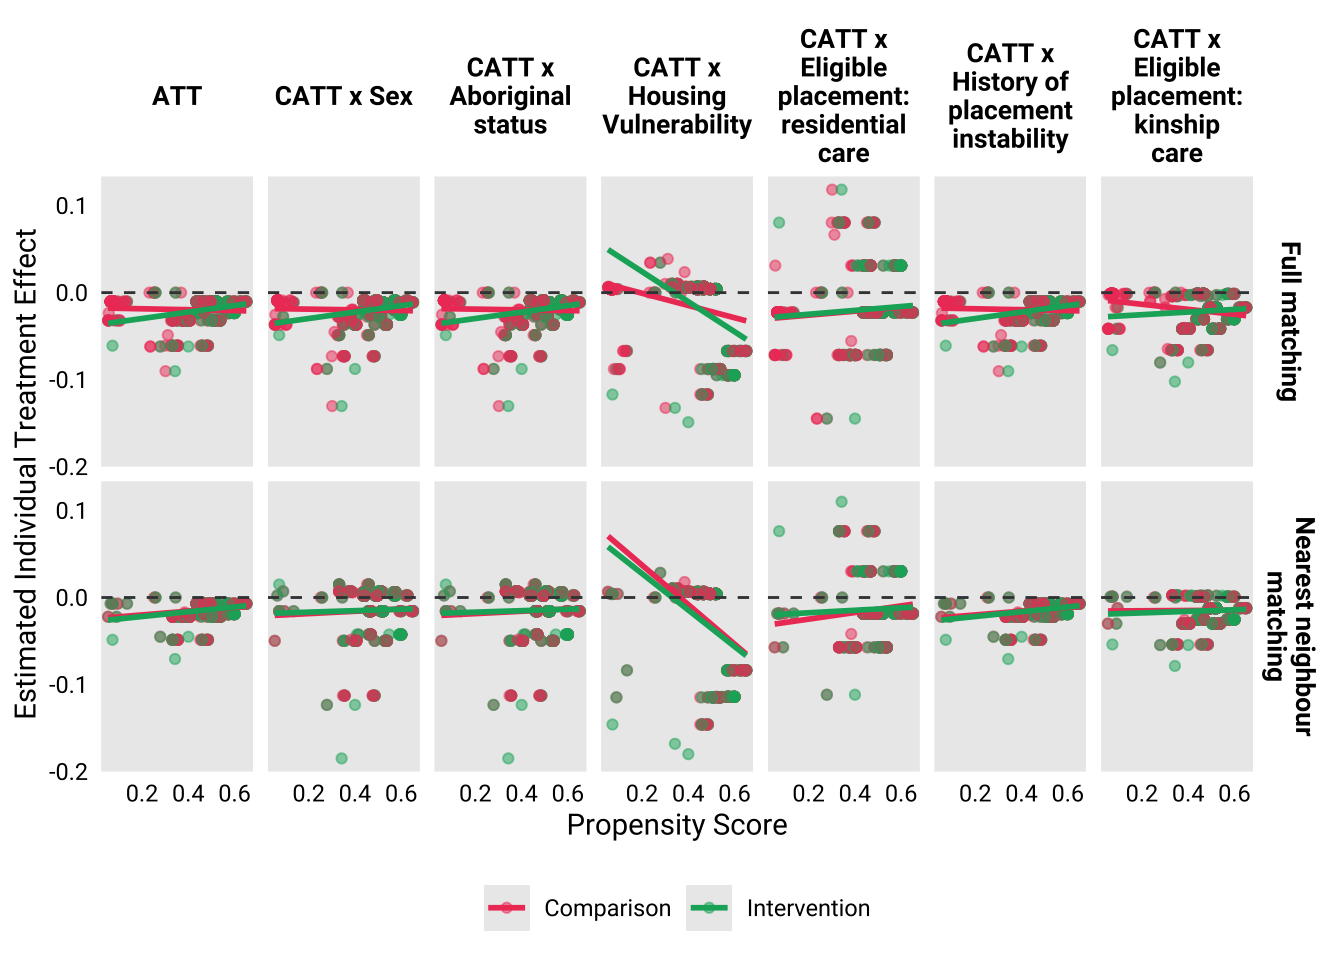 ATT
CATT x Sex
CATT x
Aboriginal
status
CATT x
Housing
Vulnerability
CATT x
Eligible
placement:
residential
care
CATT x
History of
placement
instability
CATT x
Eligible
placement:
kinship
care
Estimated Individual Treatment Effect
0.1
0.0
-0.1
-0.2
Full matching
0.1
0.0
-0.1
-0.2
Nearest neighbour
matching
0.2 0.4 0.6 0.2 0.4 0.6 0.2 0.4 0.6 0.2 0.4 0.6 0.2 0.4 0.6 0.2 0.4 0.6 0.2 0.4 0.6
Propensity Score
Comparison Intervention